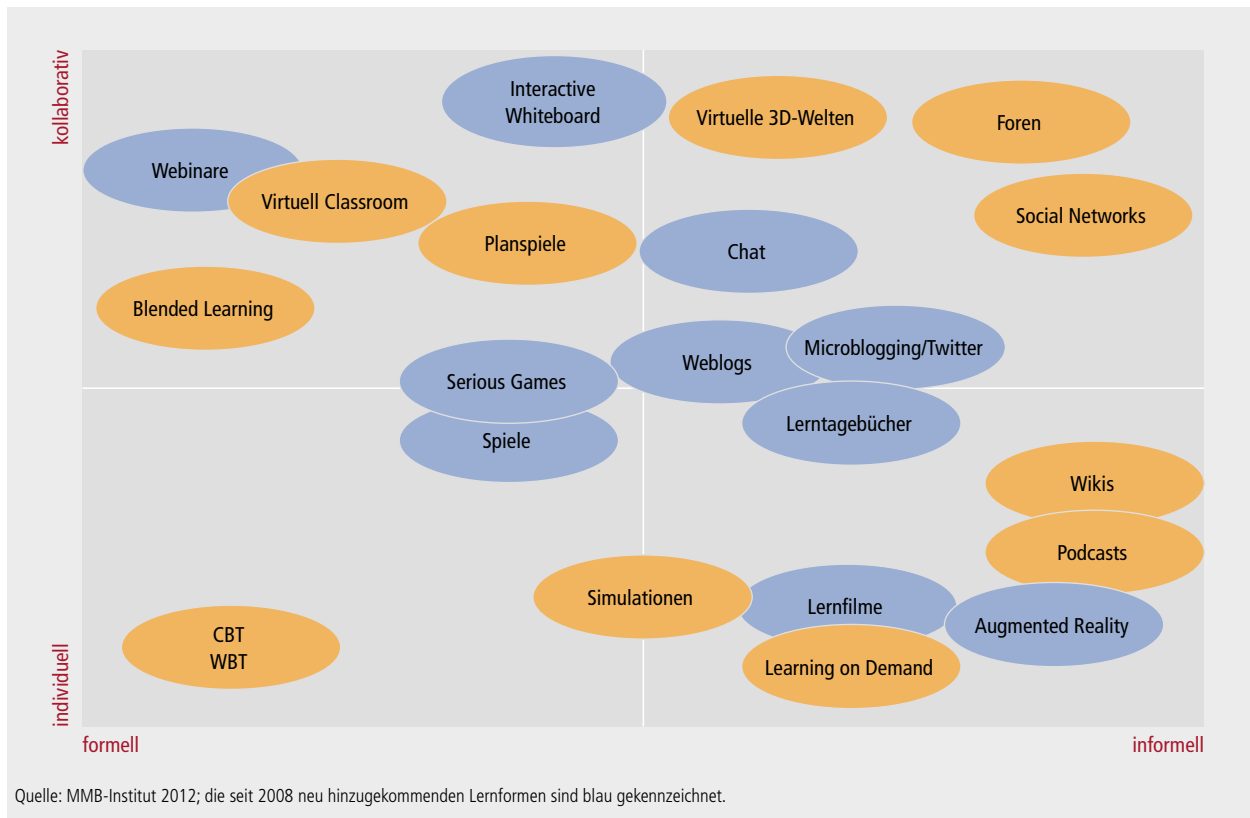 kollaborativ
Interactive
Whiteboard
Virtuelle 3D-Welten
Foren
Webinare
Virtuell Classroom
Social Networks
Planspiele
Chat
Blended Learning
Microblogging/Twitter
Weblogs
Serious Games
Lerntagebücher
Spiele
Wikis
Podcasts
Simulationen
Lernfilme
Augmented Reality
CBT
WBT
Learning on Demand
individuell
formell
informell
Quelle: MMB-Institut 2012; die seit 2008 neu hinzugekommenden Lernformen sind blau gekennzeichnet.